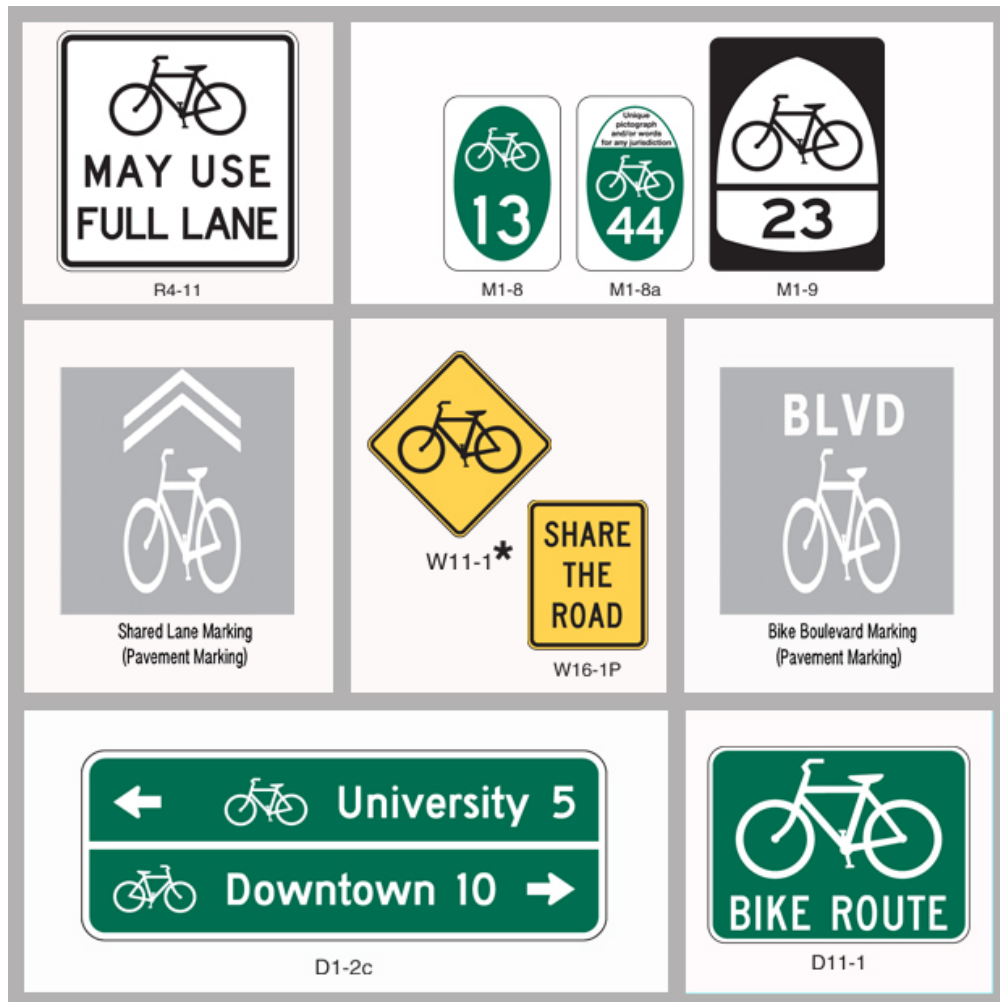 MAY USE
FULL LANE
R4-11
13
M1-8
Unique
pictograph
and/or words
for any jurisdiction
44
M1-8a
23
M1-9
Shared Lane Marking
(Pavement Marking)
W11-1*
SHARE
THE
ROAD
W16-1P
BLVD
Bike Boulevard Marking
(Pavement Marking)
University 5
Downtown 10
D1-2c
BIKE ROUTE
D11-1